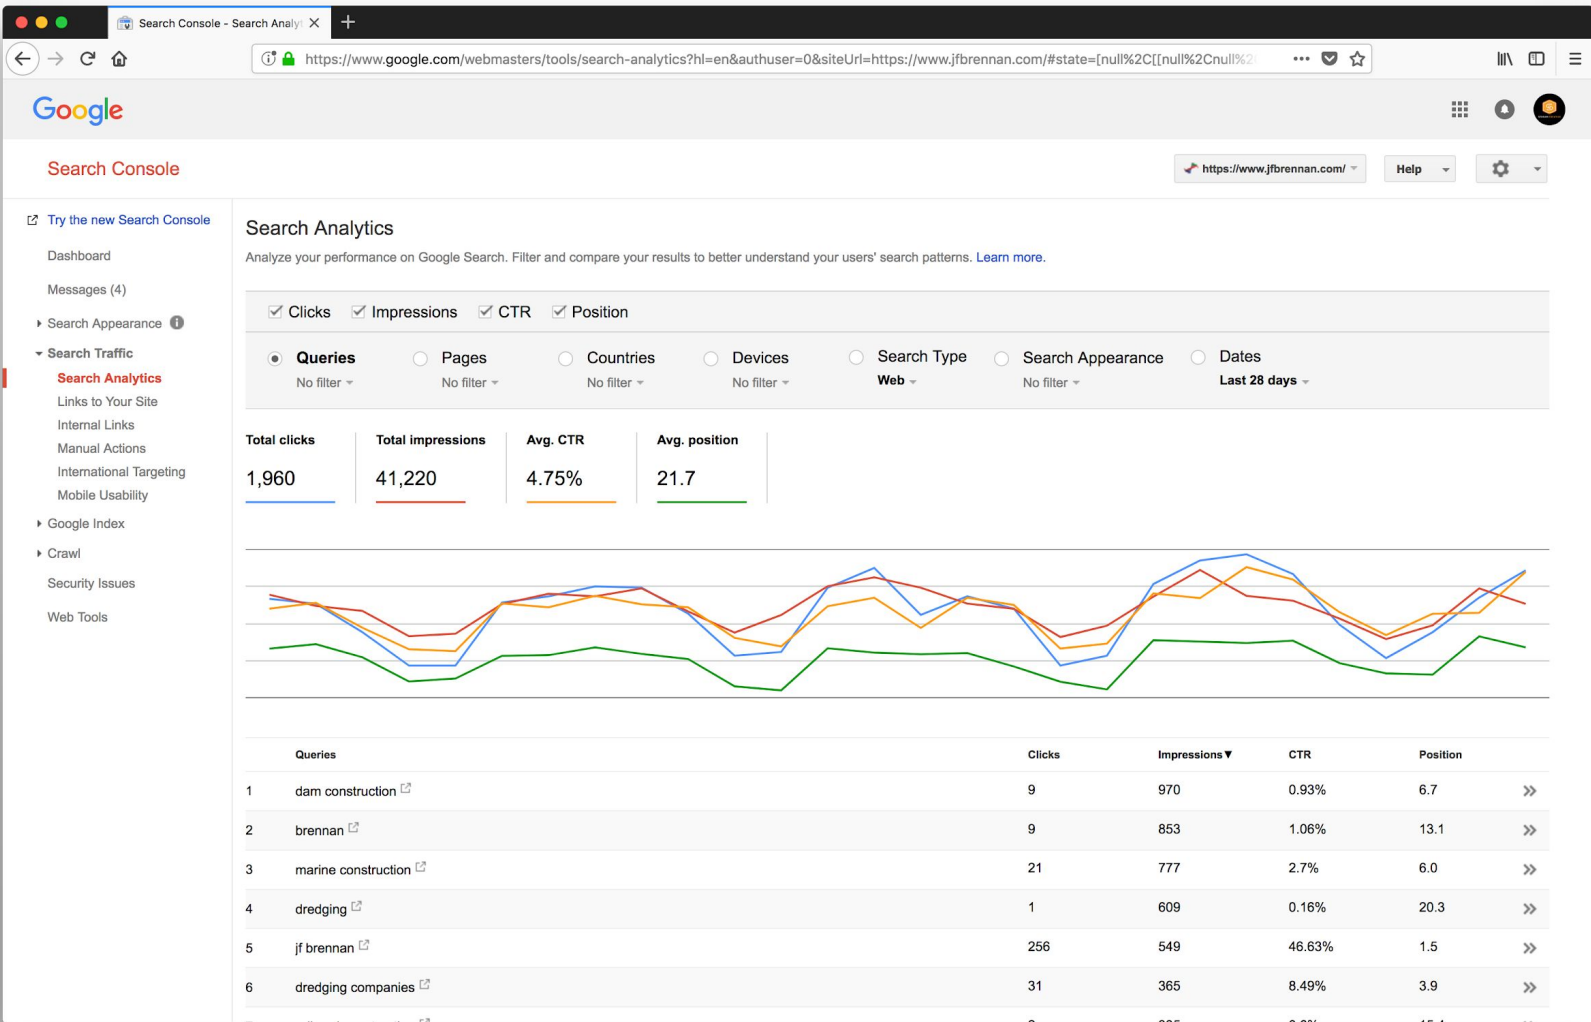 Search Console - Search Analyt
https://www.google.com/webmasters/tools/search-analytics?hl=en&authuser=0&siteUrl=https://www.jfbrennan.com/#state=[null%2C[[null%2Cnull%2
Google
Search Console
https://www.jfbrennan.com/
Help
Try the new Search Console
Dashboard
Messages (4)
Search Appearance
Search Traffic
Search Analytics
Links to Your Site
Internal Links
Manual Actions
International Targeting
Mobile Usability
Google Index
Crawl
Security Issues
Web Tools
Search Analytics
Analyze your performance on Google Search. Filter and compare your results to better understand your users' search patterns. Learn more.
Clicks Impressions CTR Position
Queries Pages Countries Devices Search Type Search Appearance Dates
No filter No filter No filter No filter Web No filter Last 28 days
Total clicks Total impressions Avg. CTR Avg. position
1,960 41,220 4.75% 21.7
Queries Clicks Impressions▼ CTR Position
1 dam construction 9 970 0.93% 6.7
2 brennan 9 853 1.06% 13.1
3 marine construction 21 777 2.7% 6.0
4 dredging 1 609 0.16% 20.3
5 jf brennan 256 549 46.63% 1.5
6 dredging companies 31 365 8.49% 3.9